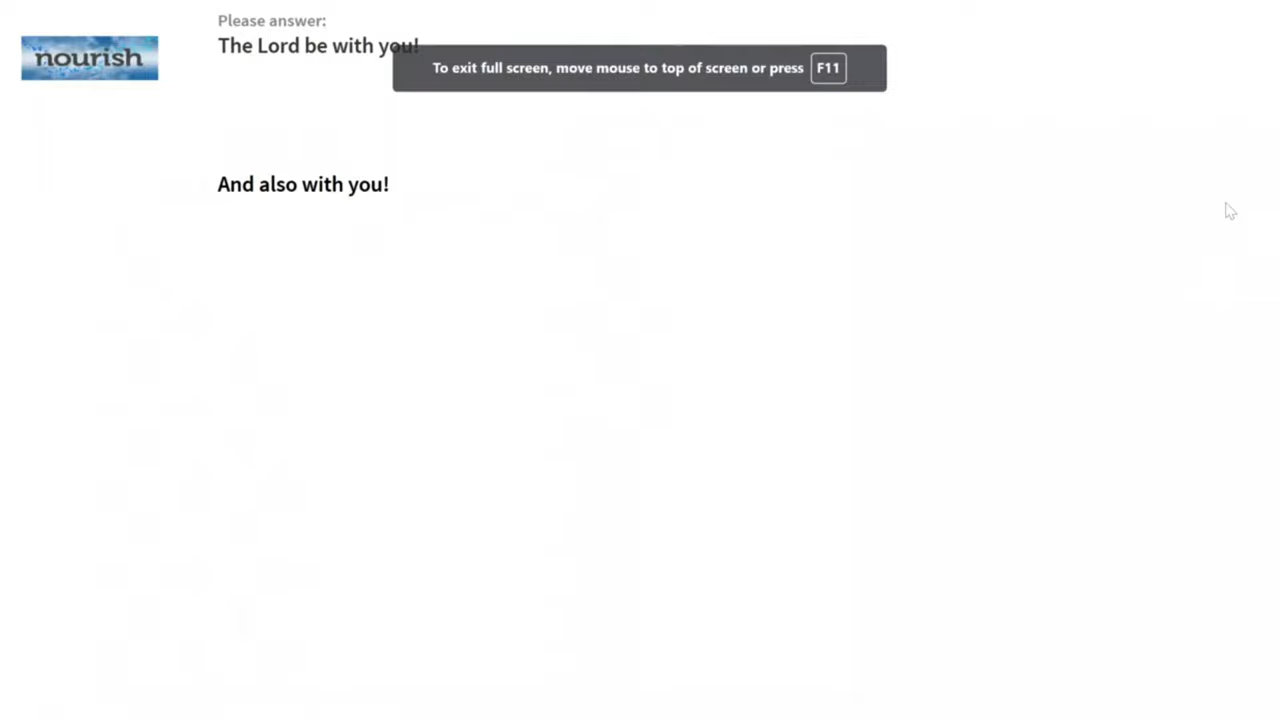 Please answer:
nourish
The Lord be with you!
To exit full screen, move mouse to top of screen or press F11
And also with you!